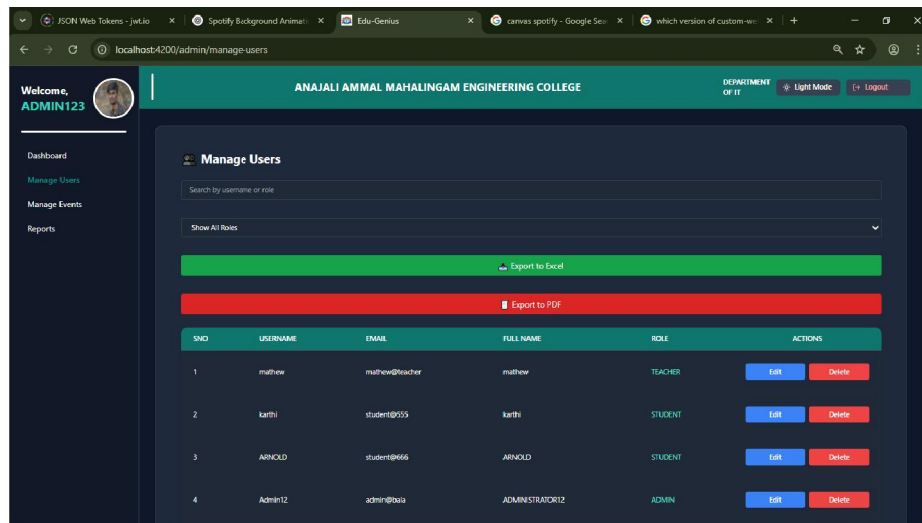 JSON Web Tokens - jwt.io
Spotify Background Animati
Edu-Genius
canvas spotify - Google Sea
which version of custom-we
localhost:4200/admin/manage-users
Welcome,
ADMIN123
ANAJALI AMMAL MAHALINGAM ENGINEERING COLLEGE
DEPARTMENT
OF IT
Light Mode
Logout
Dashboard
Manage Users
Manage Events
Reports
Manage Users
Search by username or role
Show All Roles
Export to Excel
Export to PDF
SNO USERNAME EMAIL FULL NAME ROLE ACTIONS
1 mathew mathew@teacher mathew TEACHER Edit Delete
2 karthi student@555 karthi STUDENT Edit Delete
3 ARNOLD student@666 ARNOLD STUDENT Edit Delete
4 Admin12 admin@bala ADMINISTRATOR12 ADMIN Edit Delete